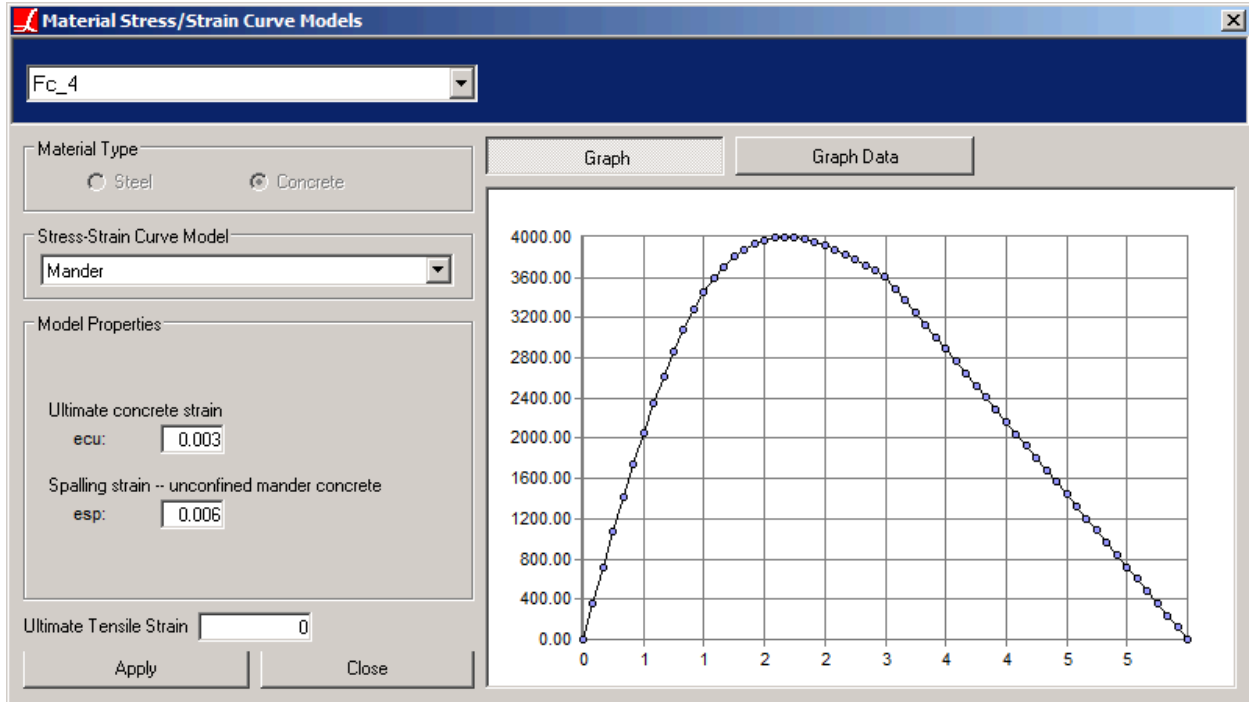 Material Stress/Strain Curve Models
Fc_4
Material Type
Steel Concrete
Stress-Strain Curve Model
Mander
Model Properties
Ultimate concrete strain
ecu: 0.003
Spalling strain -- unconfined mander concrete
esp: 0.006
Ultimate Tensile Strain 0
Apply Close
Graph Graph Data
4000.00
3600.00
3200.00
2800.00
2400.00
2000.00
1600.00
1200.00
800.00
400.00
0.00
0 1 1 2 2 3 4 4 5 5